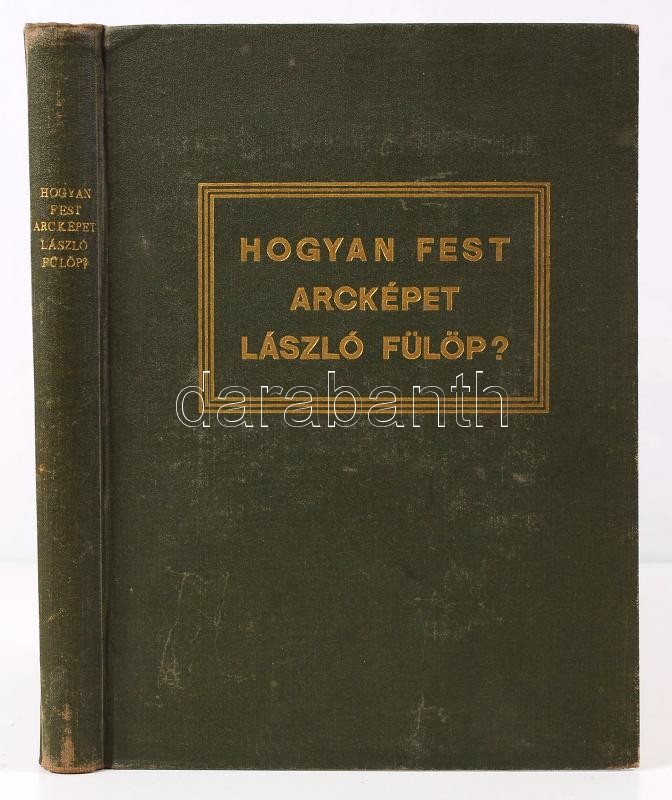 HOGYAN
FEST
ARCKÉPET
LÁSZLÓ
FÜLÖP?
HOGYAN FEST
ARCKÉPET
LÁSZLÓ FÜLÖP?
darabanth